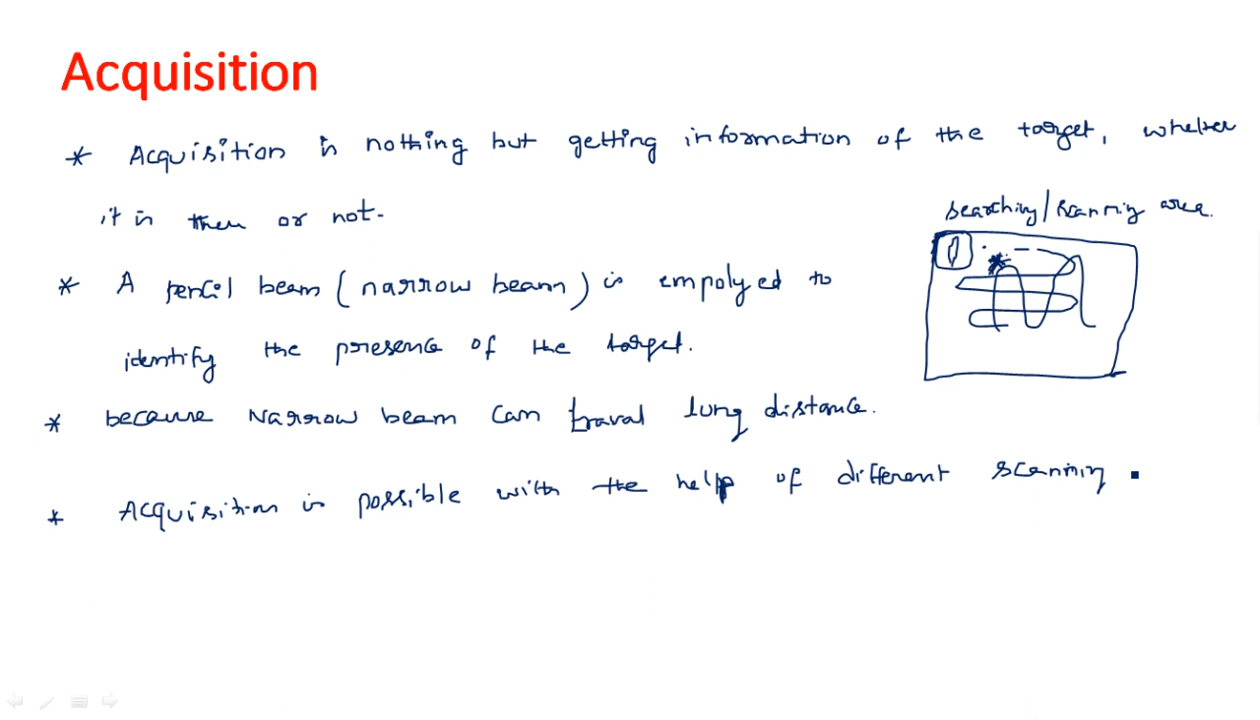 Acquisition
* Acquisition is nothing but getting information of the target, whether
it is there or not.
searching/scanning area.
* A pencil beam (narrow beam) is empolyed to
identify the presence of the target.
* because narrow beam can traval long distance.
* Acquisition is possible with the help of different scanning